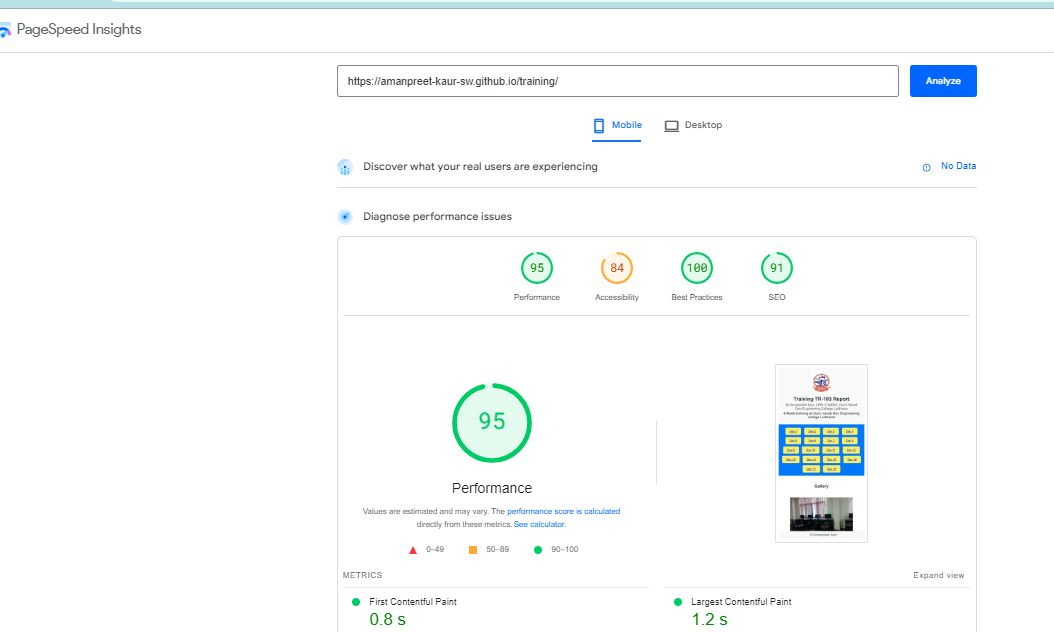 PageSpeed Insights
https://amanpreet-kaur-sw.github.io/training/
Analyze
Mobile
Desktop
Discover what your real users are experiencing
No Data
Diagnose performance issues
95
84
100
91
Performance
Accessibility
Best Practices
SEO
95
Performance
Values are estimated and may vary. The performance score is calculated
directly from these metrics. See calculator.
0–49
50–89
90–100
Training TR-103 Report
Gallery
METRICS
Expand view
First Contentful Paint
0.8 s
Largest Contentful Paint
1.2 s